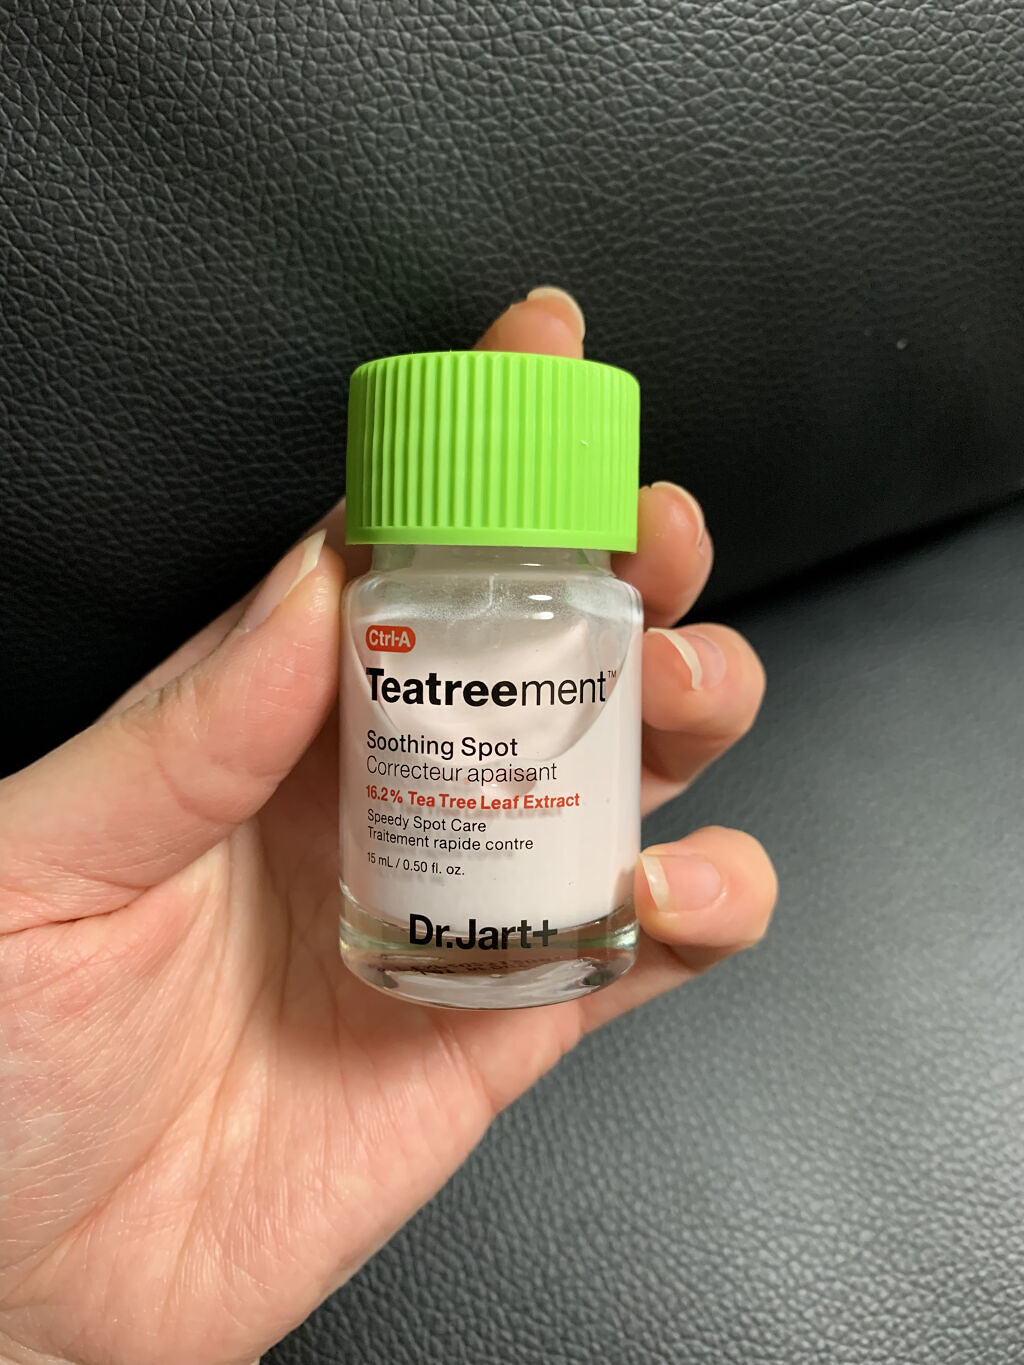 Ctrl-A
Teatreement™
Soothing Spot
Correcteur apaisant
16.2% Tea Tree Leaf Extract
Speedy Spot Care
Traitement rapide contre
15 mL / 0.50 fl. oz.
Dr.Jart+